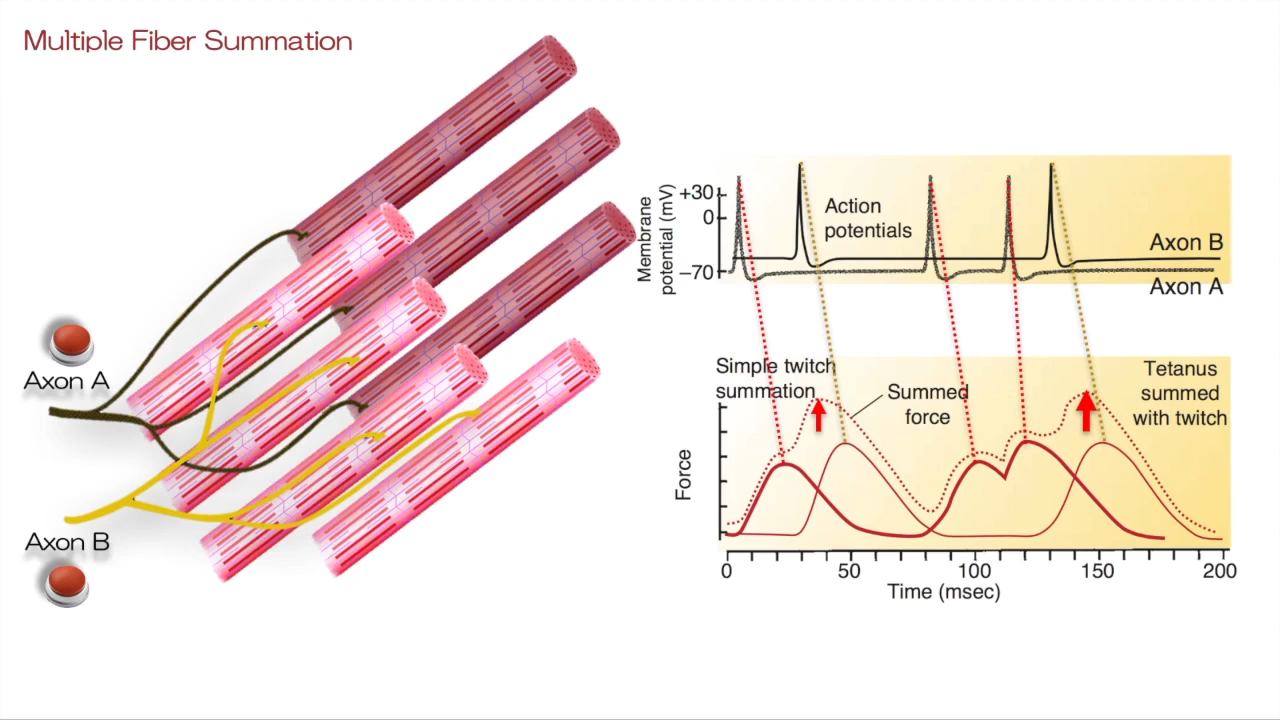 Multiple Fiber Summation
Axon A
Axon B
Membrane
potential (mV)
+30
0
–70
Action
potentials
Axon B
Axon A
Simple twitch
summation
Summed
force
Tetanus
summed
with twitch
Force
0 50 100 150 200
Time (msec)